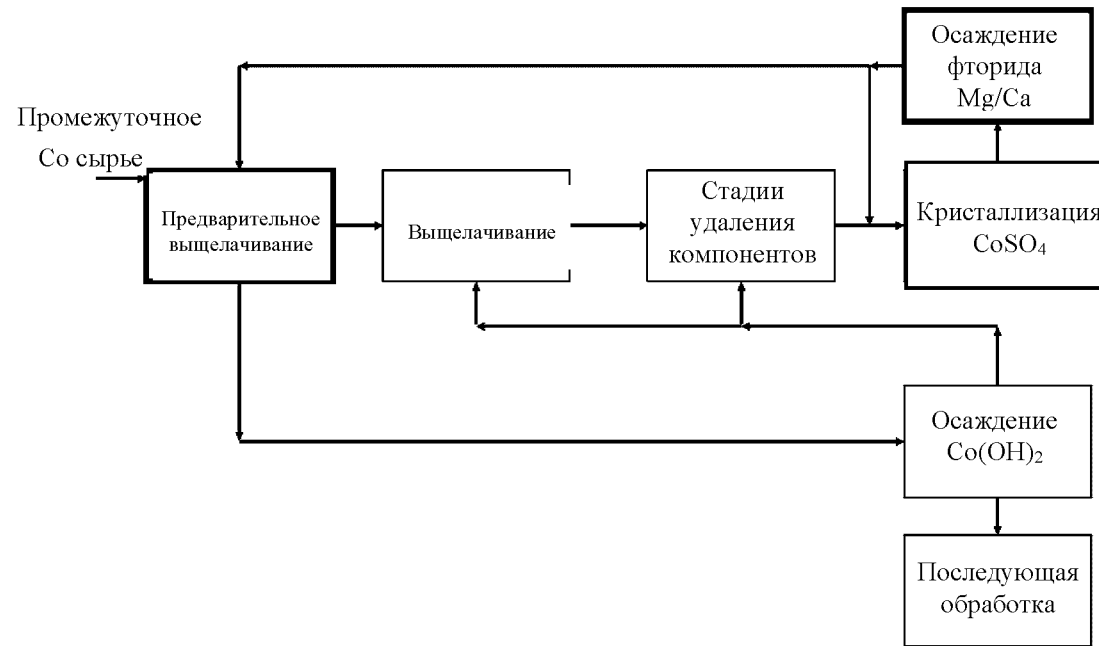 Осаждение
фторида
Mg/Ca
Промежуточное
Со сырье
Предварительное
выщелачивание
Выщелачивание
Стадии
удаления
компонентов
Кристаллизация
CoSO₄
Осаждение
Co(OH)₂
Последующая
обработка